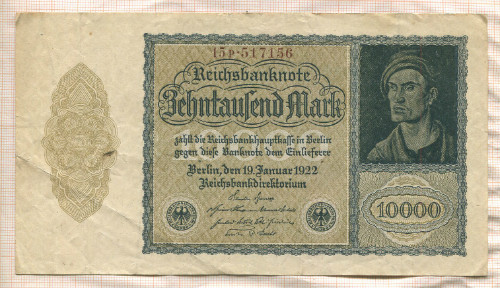 15P·517156
Reichsbanknote
Zehntausend Mark
zahlt die Reichsbankhauptkasse in Berlin
gegen diese Banknote dem Einlieferer
Berlin, den 19. Januar 1922
Reichsbankdirektorium
10000